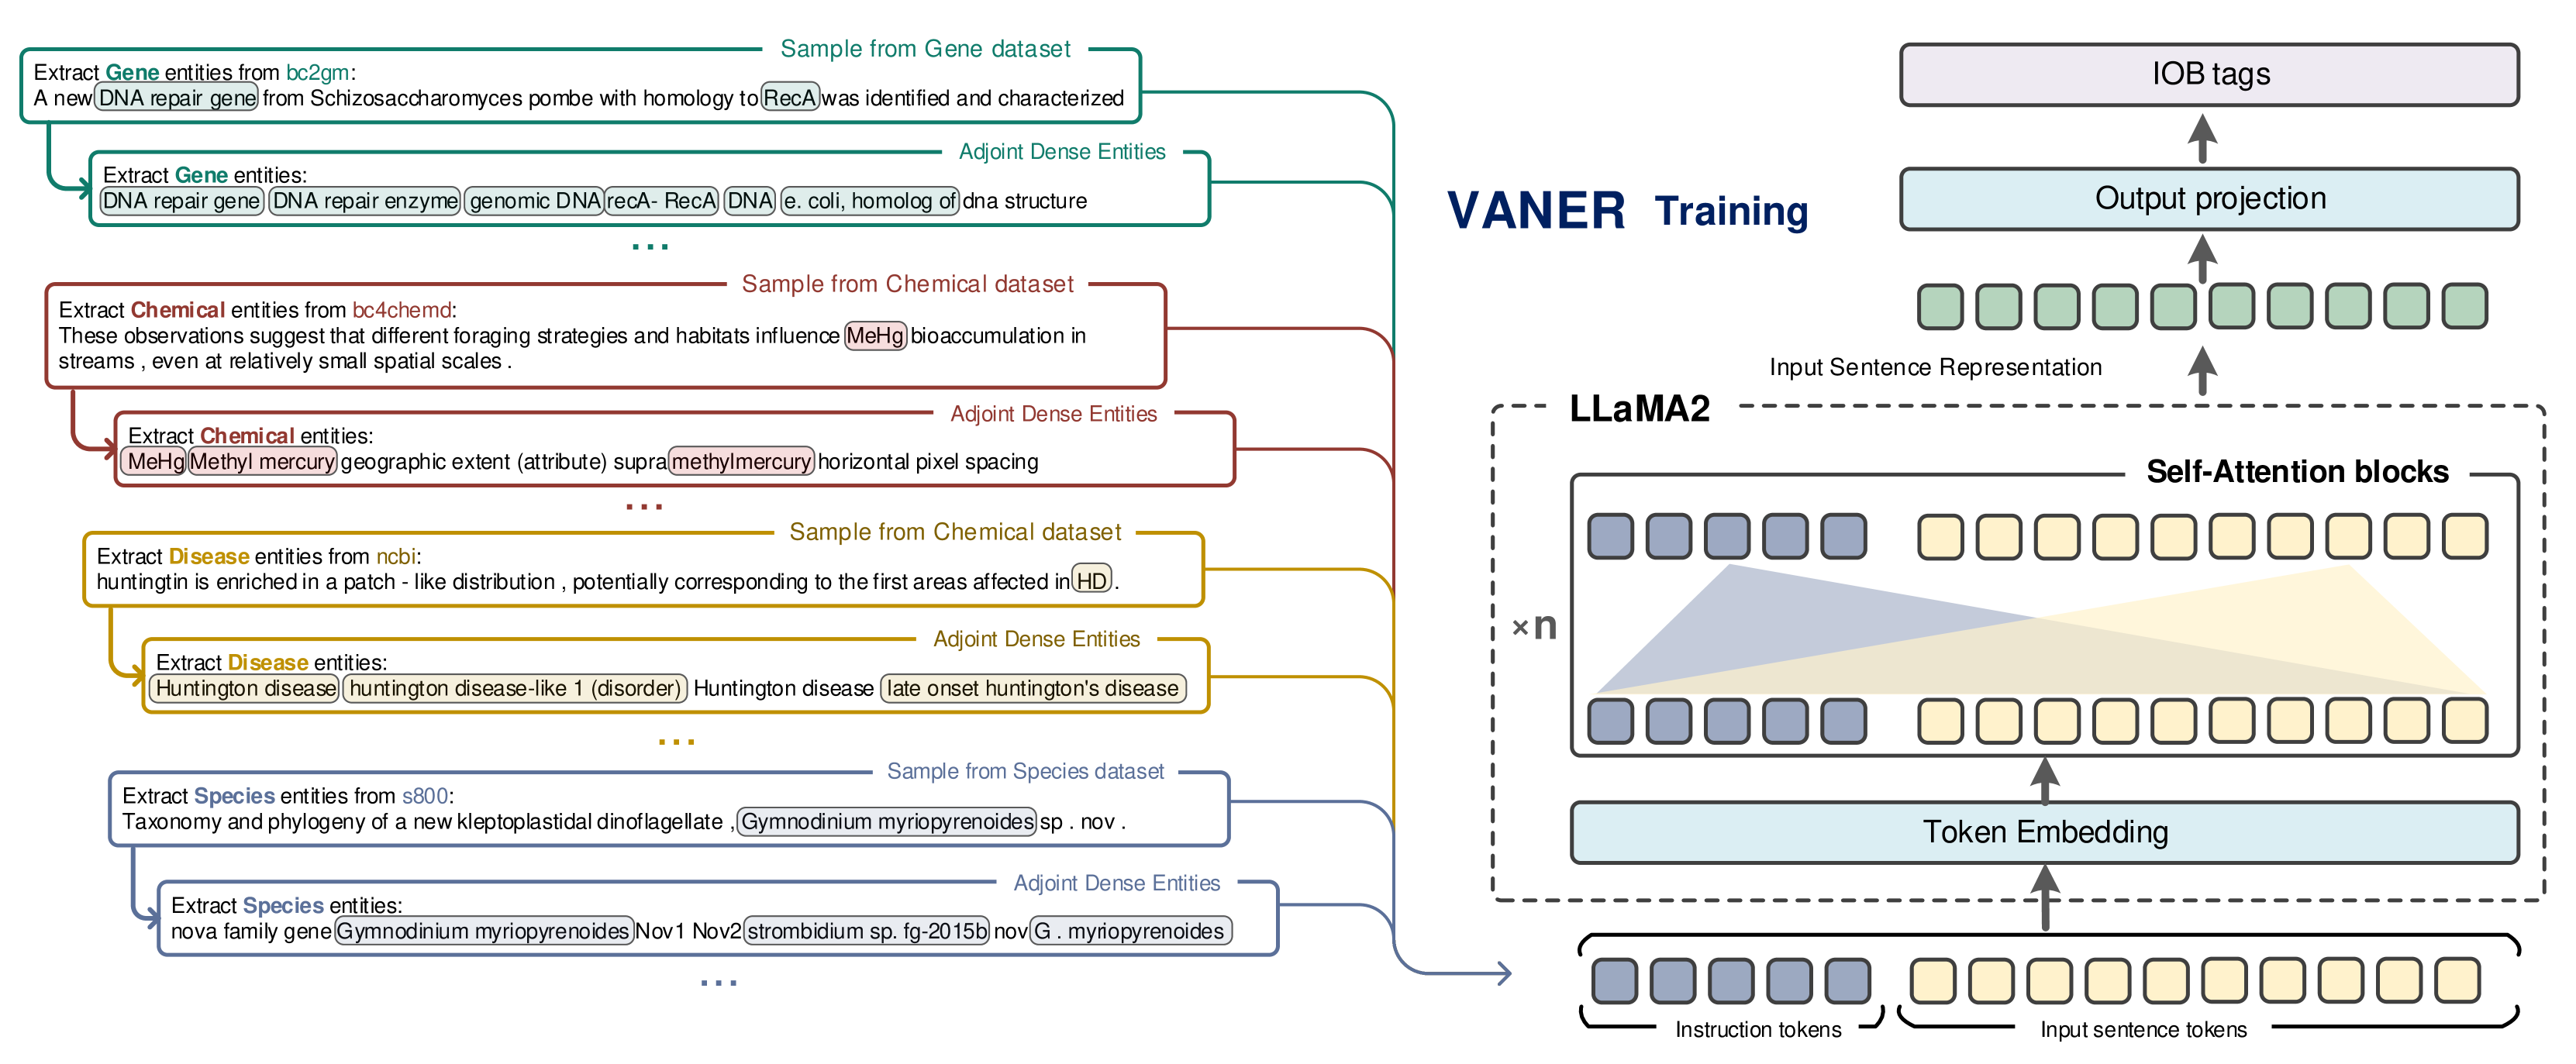 Sample from Gene dataset
Extract Gene entities from bc2gm:
A new DNA repair gene from Schizosaccharomyces pombe with homology to RecA was identified and characterized
Adjoint Dense Entities
Extract Gene entities:
DNA repair gene DNA repair enzyme genomic DNA recA- RecA DNA e. coli, homolog of dna structure
...
Sample from Chemical dataset
Extract Chemical entities from bc4chemd:
These observations suggest that different foraging strategies and habitats influence MeHg bioaccumulation in
streams , even at relatively small spatial scales .
Adjoint Dense Entities
Extract Chemical entities:
MeHg Methyl mercury geographic extent (attribute) supra methylmercury horizontal pixel spacing
...
Sample from Chemical dataset
Extract Disease entities from ncbi:
huntingtin is enriched in a patch - like distribution , potentially corresponding to the first areas affected in HD .
Adjoint Dense Entities
Extract Disease entities:
Huntington disease huntington disease-like 1 (disorder) Huntington disease late onset huntington's disease
...
Sample from Species dataset
Extract Species entities from s800:
Taxonomy and phylogeny of a new kleptoplastidal dinoflagellate , Gymnodinium myriopyrenoides sp . nov .
Adjoint Dense Entities
Extract Species entities:
nova family gene Gymnodinium myriopyrenoides Nov1 Nov2 strombidium sp. fg-2015b nov G . myriopyrenoides
...
VANER Training
IOB tags
Output projection
Input Sentence Representation
LLaMA2
Self-Attention blocks
×n
Token Embedding
Instruction tokens
Input sentence tokens